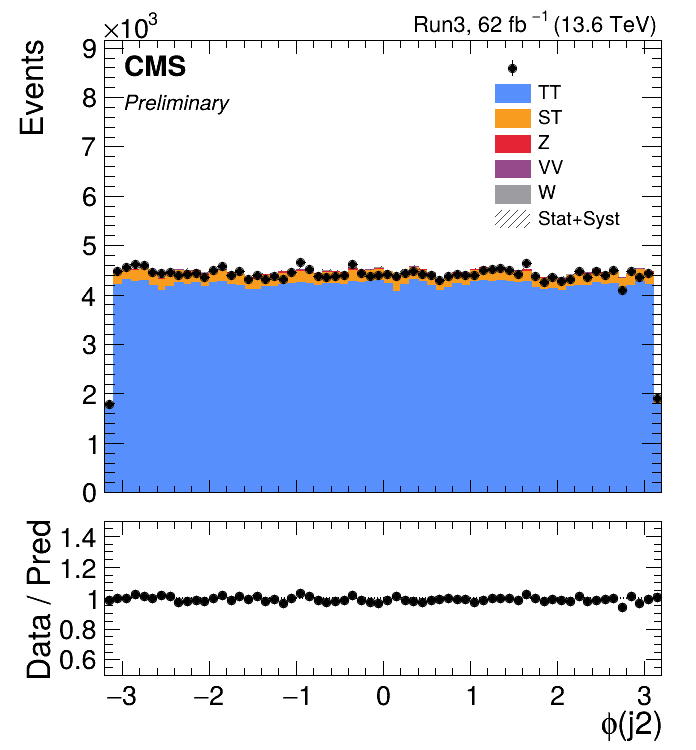 ×10³
Run3, 62 fb⁻¹ (13.6 TeV)
Events
CMS
Preliminary
TT
ST
Z
VV
W
Stat+Syst
9
8
7
6
5
4
3
2
1
0
Data / Pred
1.4
1.2
1
0.8
0.6
−3 −2 −1 0 1 2 3
ϕ(j2)